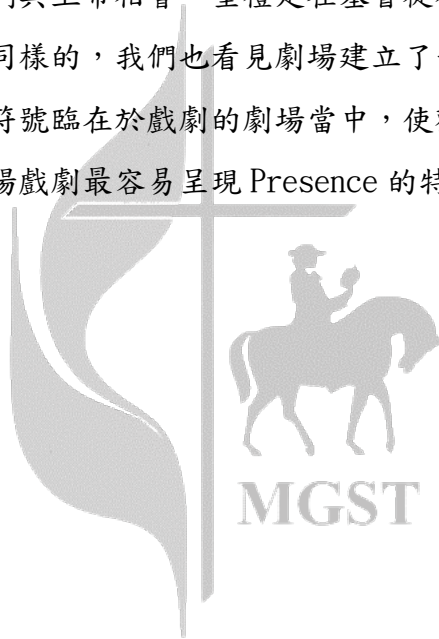 與上帝相會，聖禮是在基督
同樣的，我們也看見劇場建立了
符號臨在於戲劇的劇場當中，使
場戲劇最容易呈現 Presence 的特
MGST